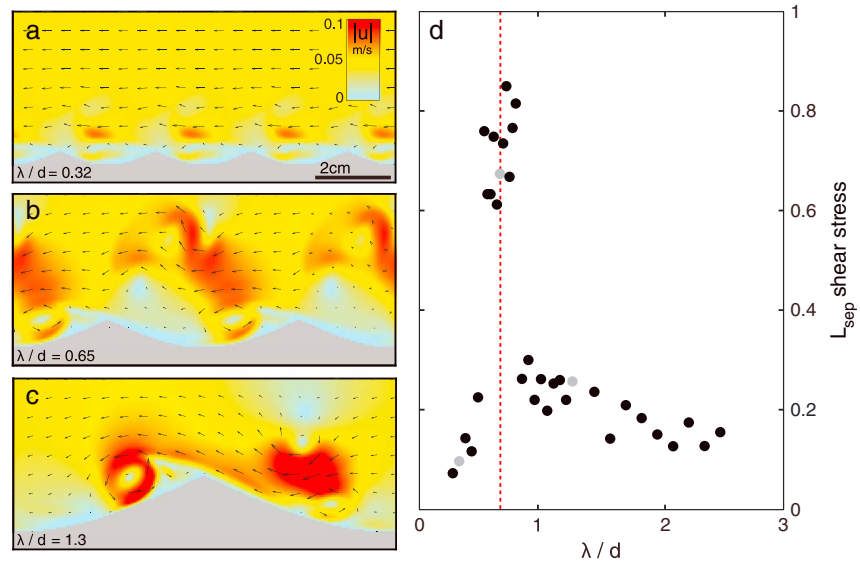 a
0.1
|u|
m/s
0.05
0
λ / d = 0.32
2cm
b
λ / d = 0.65
c
λ / d = 1.3
d
1
0.8
0.6
0.4
0.2
0
L_sep shear stress
0
1
2
3
λ / d